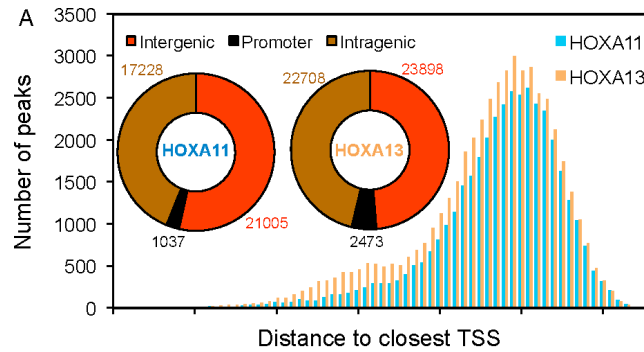 A
3500
3000
2500
2000
1500
1000
500
0
Number of peaks
Intergenic Promoter Intragenic
HOXA11
HOXA13
17228
HOXA11
1037
21005
22708
23898
HOXA13
2473
Distance to closest TSS